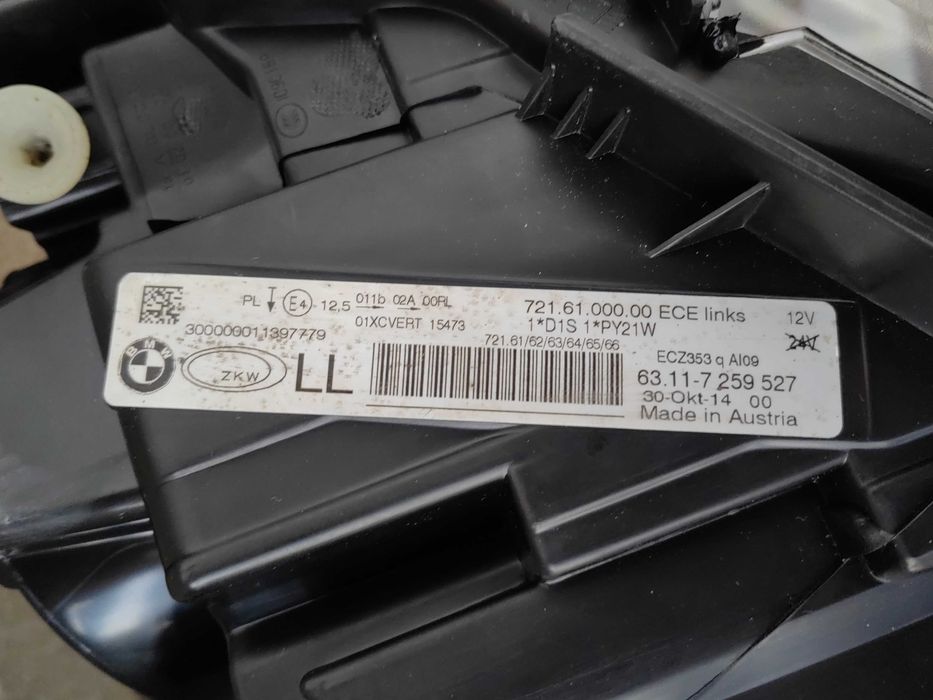 PL E4 12,5 011b 02A 00RL
01XCVERT 15473
300000011397779
BMW
ZKW
LL
721.61.000.00 ECE links
1*D1S 1*PY21W
721.61/62/63/64/65/66
12V
24V
ECZ353 q AI09
63.11-7 259 527
30-Okt-14 00
Made in Austria